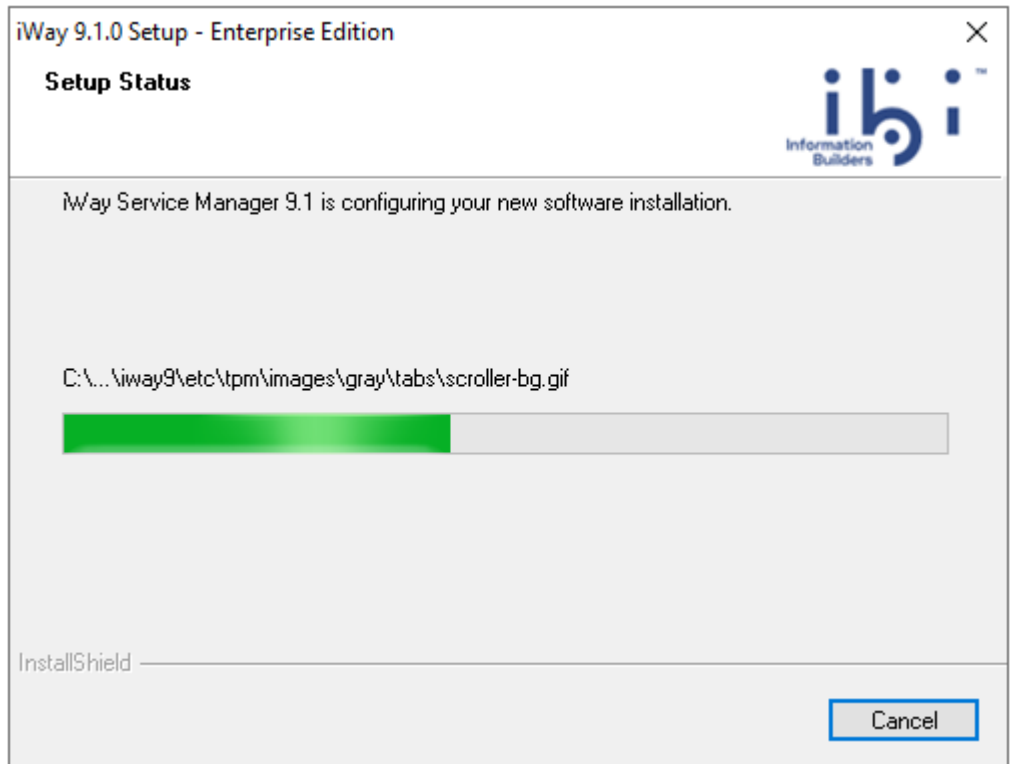 iWay 9.1.0 Setup - Enterprise Edition
Setup Status
ibi™
Information
Builders
iWay Service Manager 9.1 is configuring your new software installation.
C:\...\iway9\etc\tpm\images\gray\tabs\scroller-bg.gif
InstallShield
Cancel